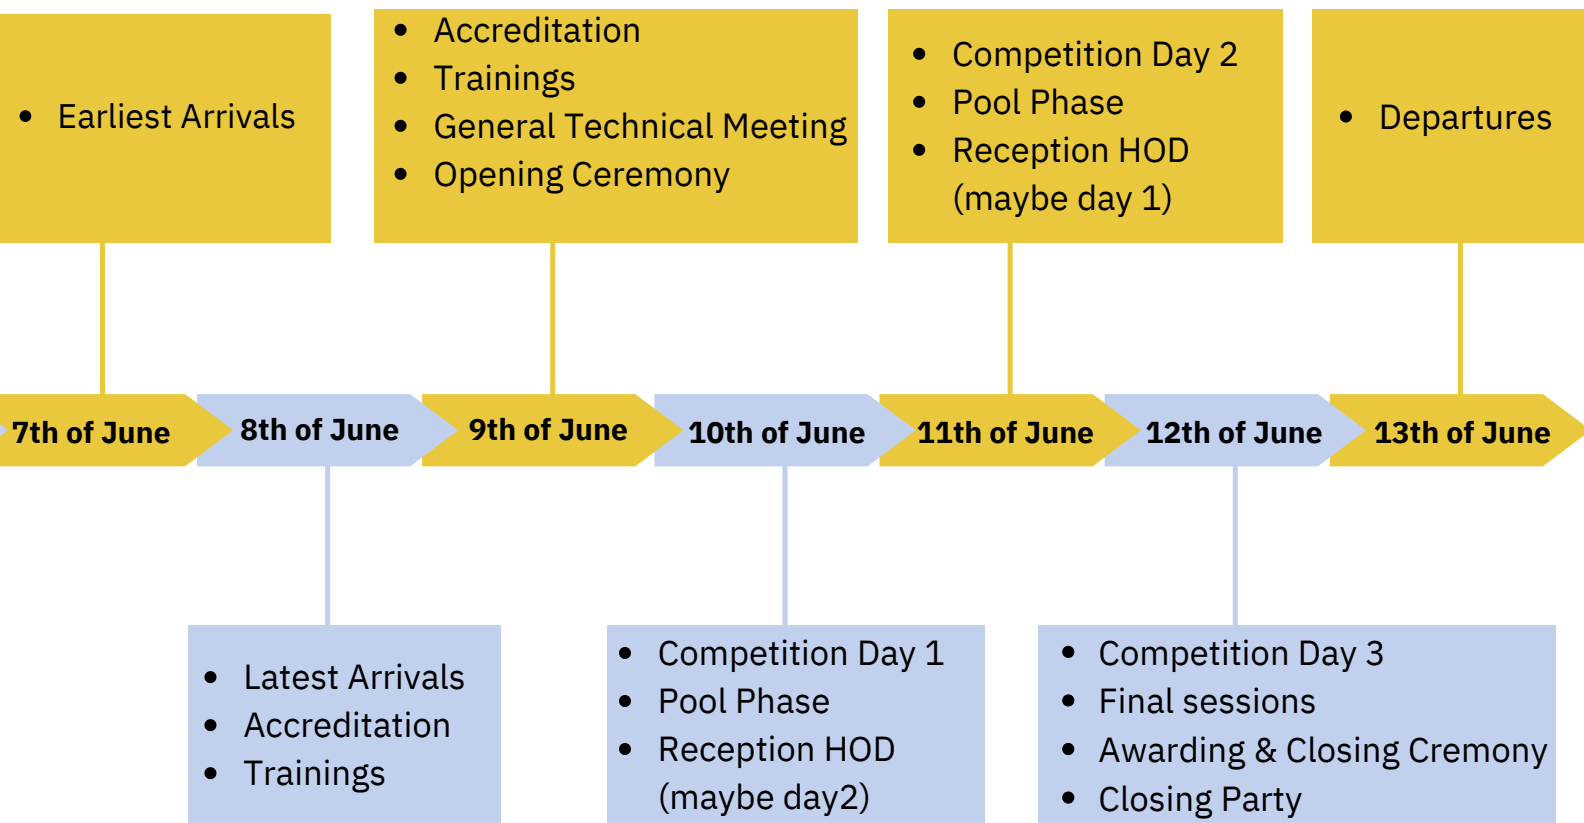 • Earliest Arrivals
• Accreditation
• Trainings
• General Technical Meeting
• Opening Ceremony
• Competition Day 2
• Pool Phase
• Reception HOD
(maybe day 1)
• Departures
7th of June
8th of June
9th of June
10th of June
11th of June
12th of June
13th of June
• Latest Arrivals
• Accreditation
• Trainings
• Competition Day 1
• Pool Phase
• Reception HOD
(maybe day2)
• Competition Day 3
• Final sessions
• Awarding & Closing Cremony
• Closing Party